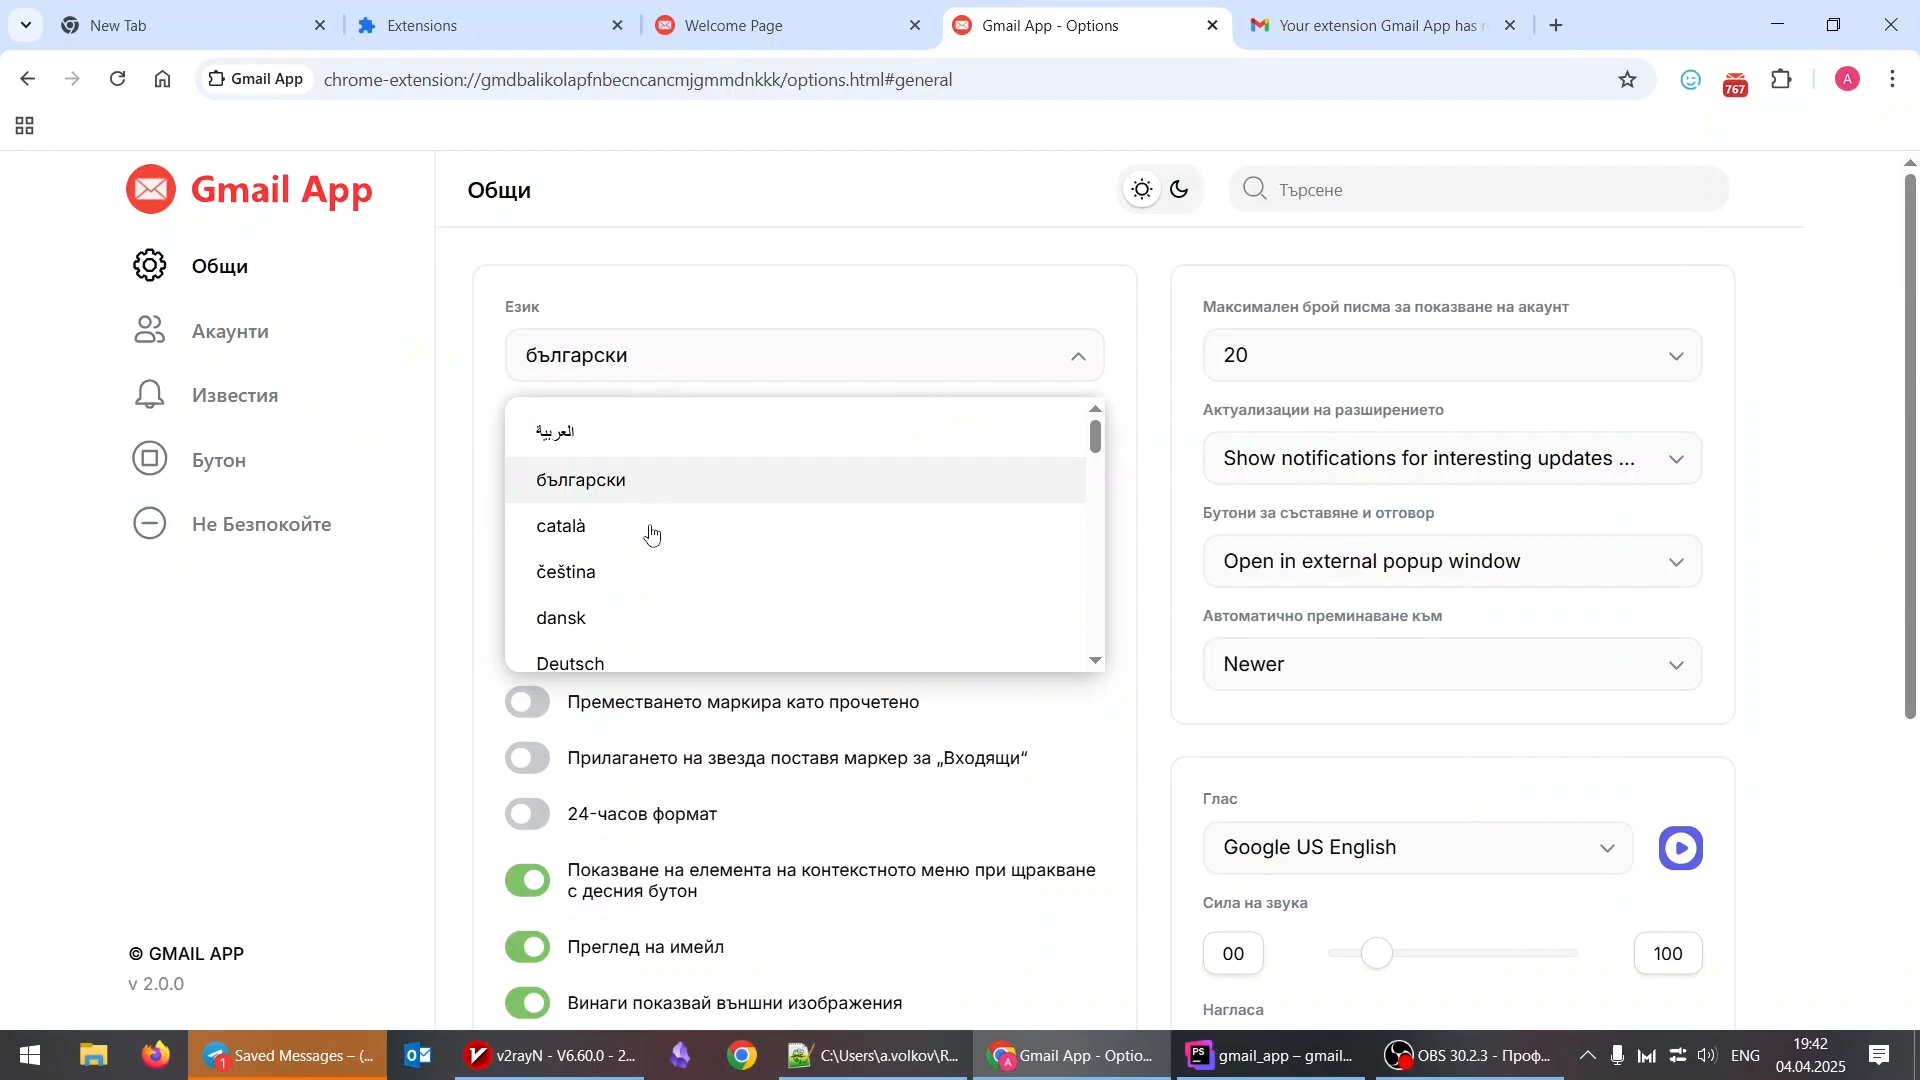 New Tab
Extensions
Welcome Page
Gmail App - Options
Your extension Gmail App has r
Gmail App
chrome-extension://gmdbalikolapfnbecncancmjgmmdnkkk/options.html#general
767
A
Gmail App
Общи
Търсене
Общи
Акаунти
Известия
Бутон
Не Безпокойте
© GMAIL APP
v 2.0.0
Език
български
العربية
български
català
čeština
dansk
Deutsch
Преместването маркира като прочетено
Прилагането на звезда поставя маркер за „Входящи“
24-часов формат
Показване на елемента на контекстното меню при щракване
с десния бутон
Преглед на имейл
Винаги показвай външни изображения
Максимален брой писма за показване на акаунт
20
Актуализации на разширението
Show notifications for interesting updates ...
Бутони за съставяне и отговор
Open in external popup window
Автоматично преминаване към
Newer
Глас
Google US English
Сила на звука
00
100
Нагласа
Saved Messages – (...
v2rayN - V6.60.0 - 2...
C:\Users\a.volkov\R...
Gmail App - Optio...
gmail_app – gmail...
OBS 30.2.3 - Проф...
ENG
19:42
04.04.2025